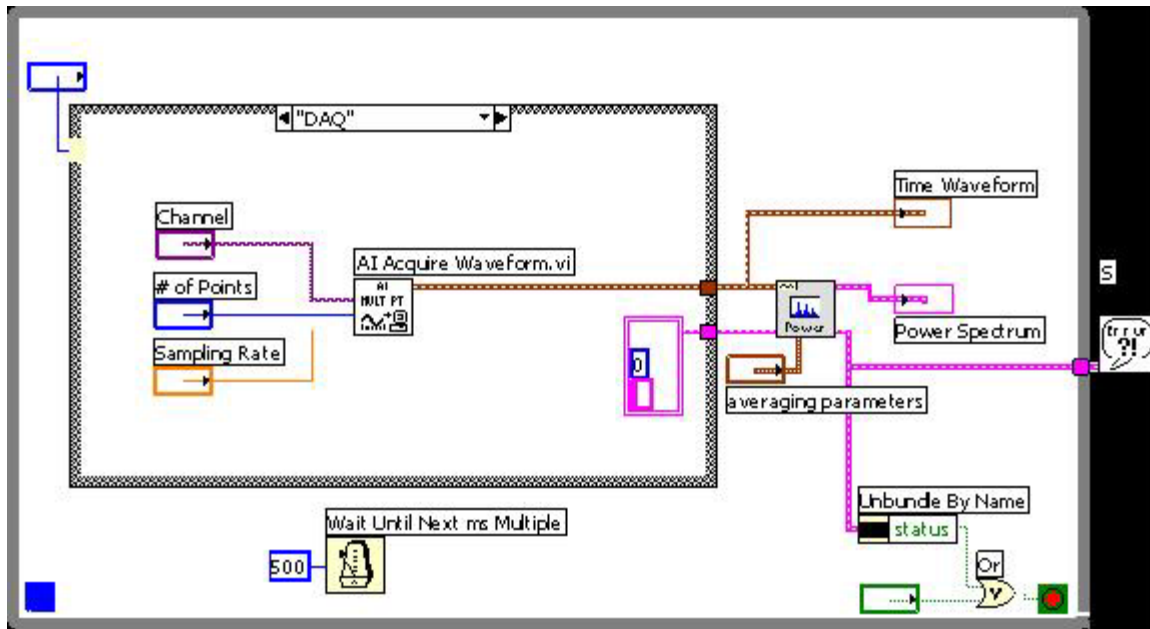 "DAQ"
Time Waveform
Channel
AI Acquire Waveform.vi
AI
MULT PT
# of Points
S
Power
Power Spectrum
?!
Sampling Rate
0
averaging parameters
Unbundle By Name
status
Wait Until Next ms Multiple
500
Or
V